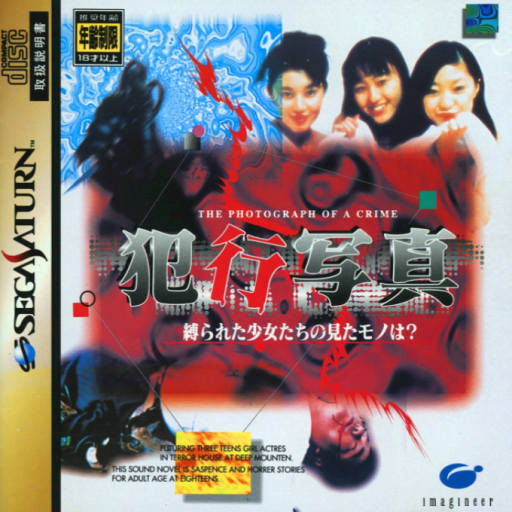 COMPACT
disc
取扱説明書
推奨年齢
年齢制限
18才以上
SEGA SATURN™
THE PHOTOGRAPH OF A CRIME
犯行写真
縛られた少女たちの見たモノは?
FUTURING THREE TEENS GIRL ACTRES
IN TERROR HOUSE AT DEEP MOUNTEN.
THIS SOUND NOVEL IS SASPENCE AND HORRER STORIES
FOR ADULT AGE AT EIGHTEENS
imagineer